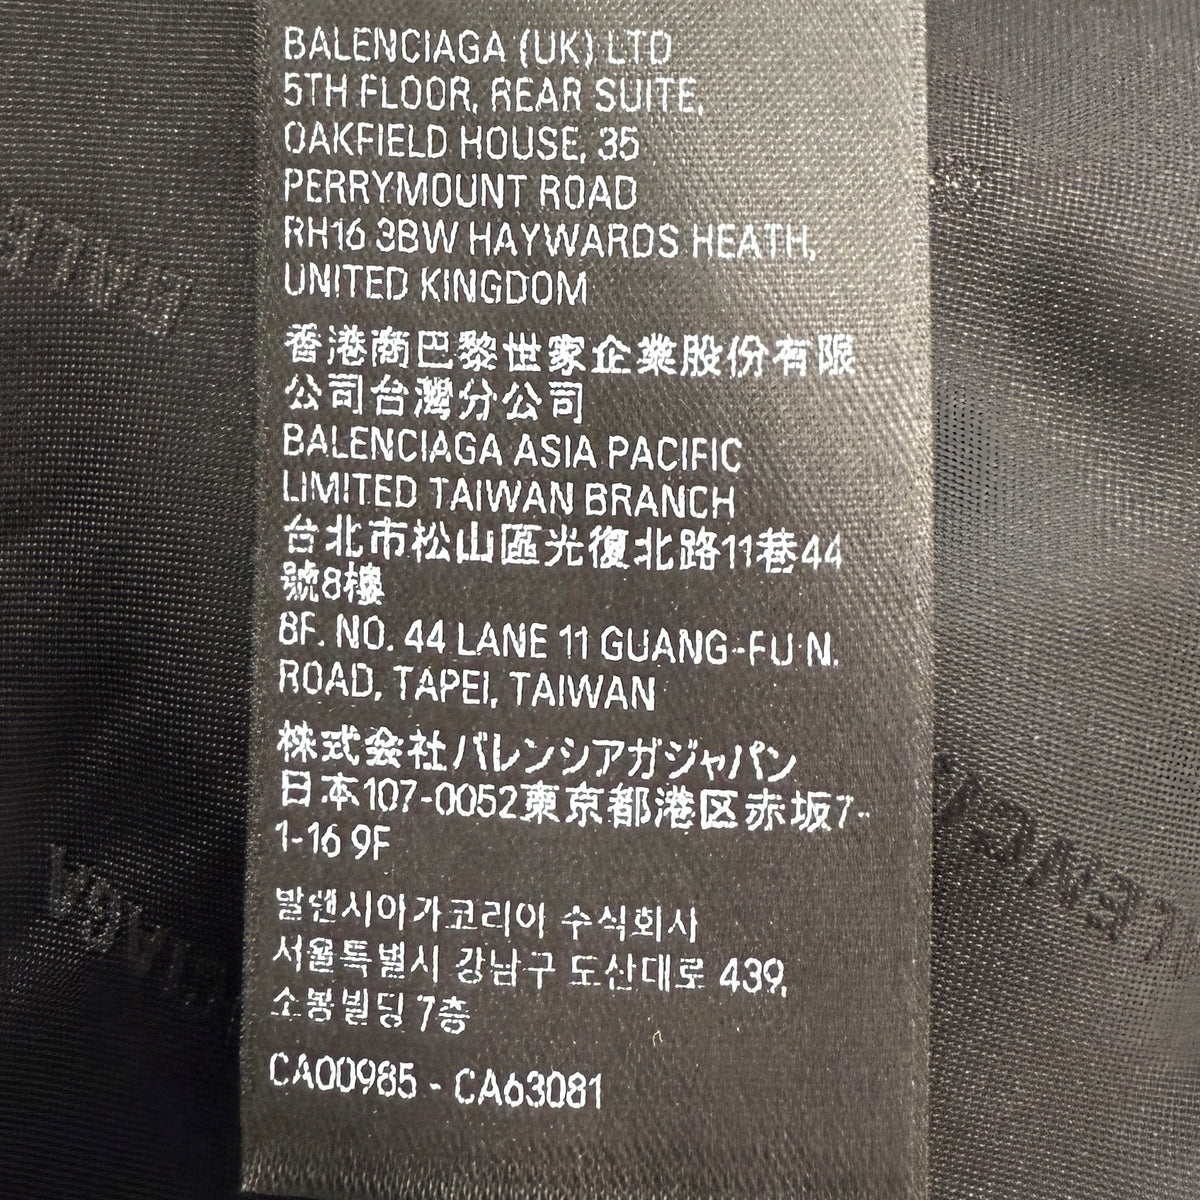 BALENCIAGA (UK) LTD
5TH FLOOR, REAR SUITE,
OAKFIELD HOUSE, 35
PERRYMOUNT ROAD
RH16 3BW HAYWARDS HEATH,
UNITED KINGDOM
香港商巴黎世家企業股份有限
公司台灣分公司
BALENCIAGA ASIA PACIFIC
LIMITED TAIWAN BRANCH
台北市松山區光復北路11巷44
號8樓
8F. NO. 44 LANE 11 GUANG-FU N.
ROAD, TAPEI, TAIWAN
株式会社バレンシアガジャパン
日本107-0052東京都港区赤坂7-
1-16 9F
발렌시아가코리아 수식회사
서울특별시 강남구 도산대로 439,
소봉빌딩 7층
CA00985 - CA63081